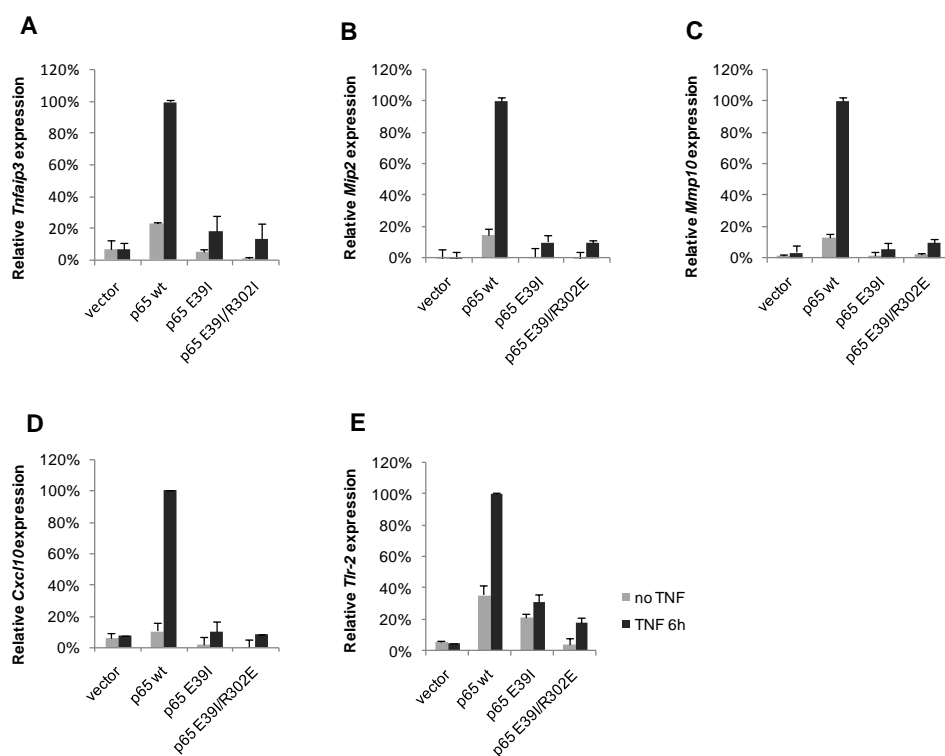 A
Relative Tnfaip3 expression
120%
100%
80%
60%
40%
20%
0%
vector
p65 wt
p65 E39I
p65 E39I/R302I
B
Relative Mip2 expression
120%
100%
80%
60%
40%
20%
0%
vector
p65 wt
p65 E39I
p65 E39I/R302E
C
Relative Mmp10 expression
120%
100%
80%
60%
40%
20%
0%
vector
p65 wt
p65 E39I
p65 E39I/R302E
D
Relative Cxcl10 expression
120%
100%
80%
60%
40%
20%
0%
vector
p65 wt
p65 E39I
p65 E39I/R302E
E
Relative Tlr-2 expression
120%
100%
80%
60%
40%
20%
0%
vector
p65 wt
p65 E39I
p65 E39I/R302E
no TNF
TNF 6h